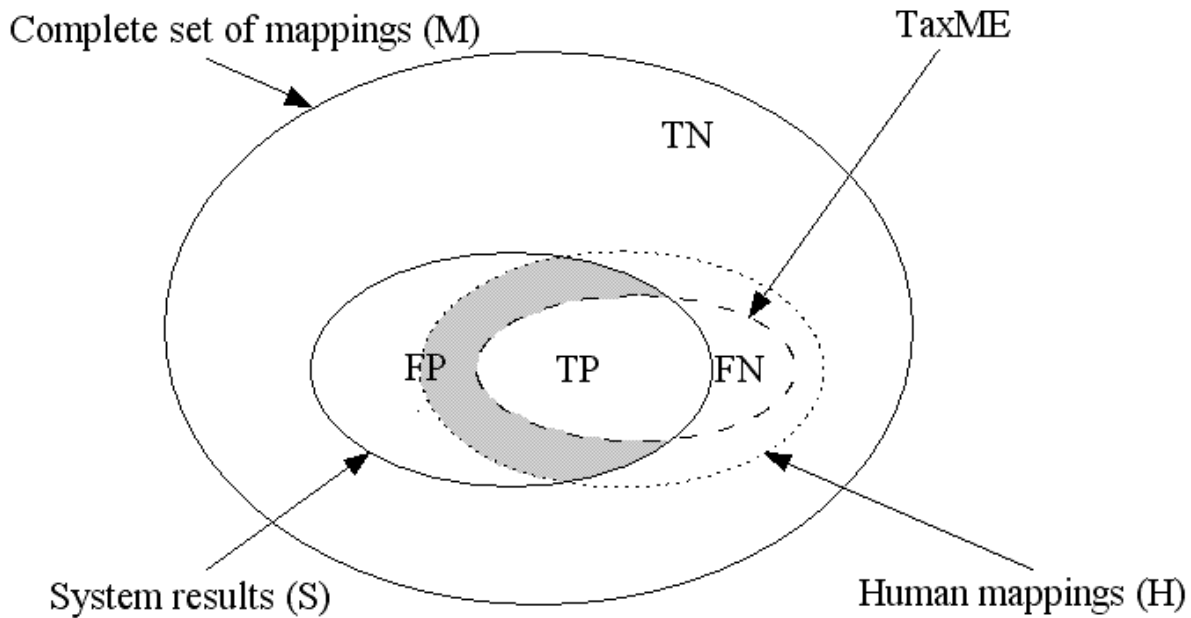 Complete set of mappings (M)
TaxME
TN
FP
TP
FN
System results (S)
Human mappings (H)